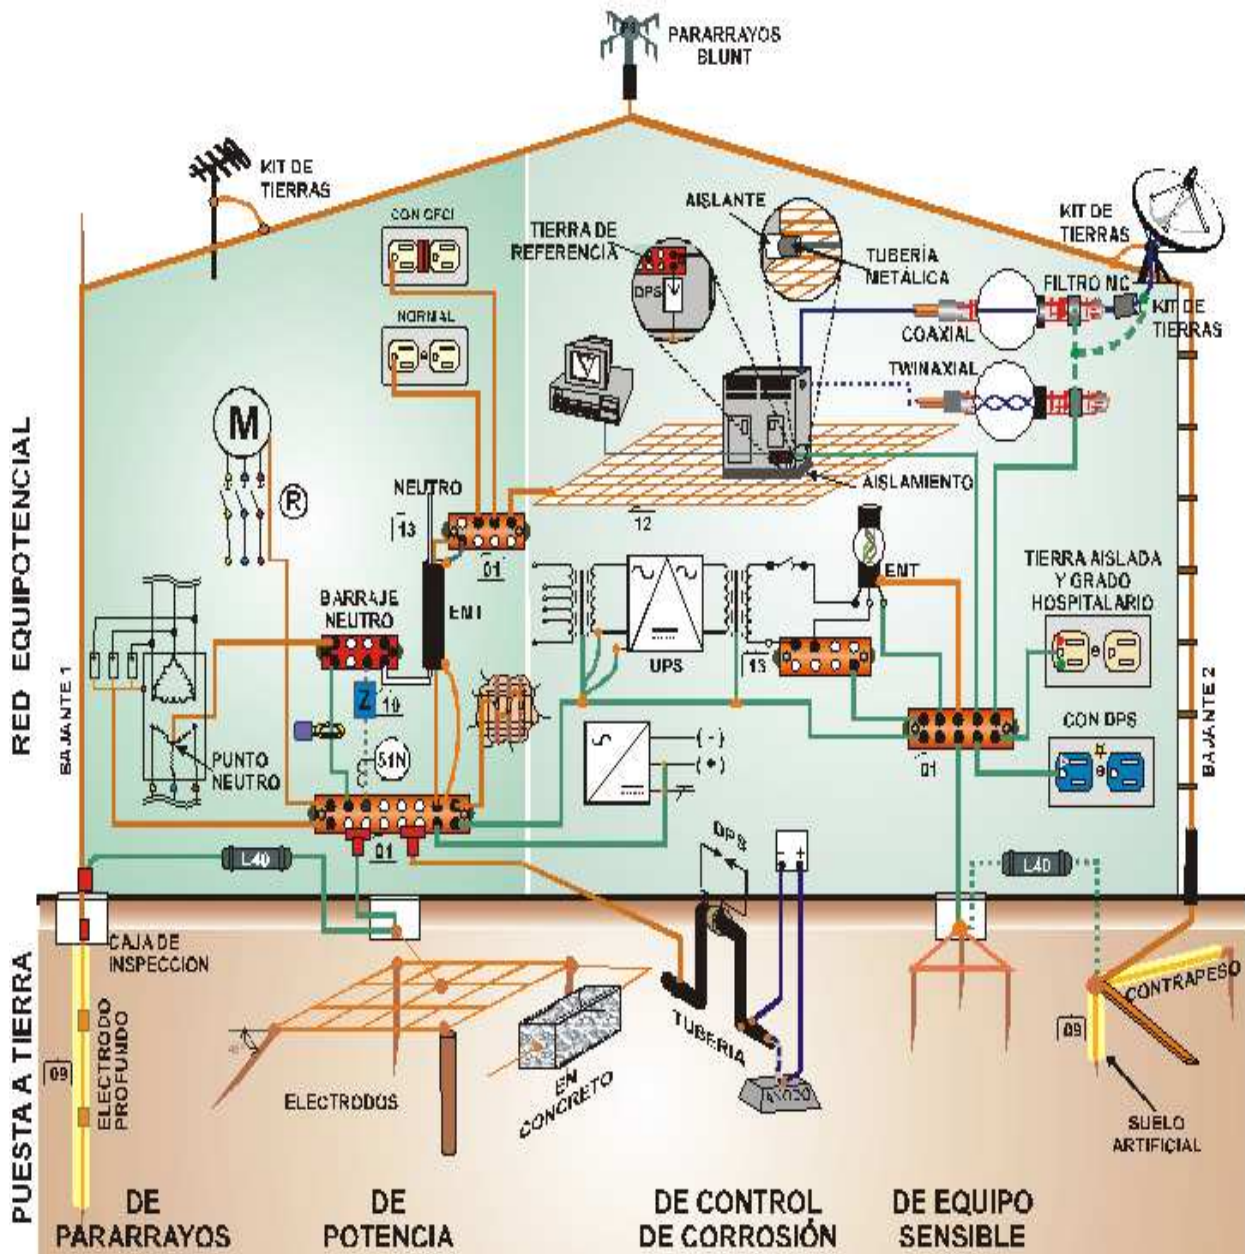 PARARRAYOS
BLUNT
KIT DE
TIERRAS
CON GFCI
NORMAL
TIERRA DE
REFERENCIA
DPS
AISLANTE
TUBERÍA
METÁLICA
KIT DE
TIERRAS
FILTRO NC
KIT DE
TIERRAS
COAXIAL
TWINAXIAL
M
R
NEUTRO
13
01
12
AISLAMIENTO
EMT
EMT
BARRAJE
NEUTRO
Z
10
51N
PUNTO
NEUTRO
UPS
13
TIERRA AISLADA
Y GRADO
HOSPITALARIO
CON DPS
01
(-)
(+)
01
DPS
- +
L40
L40
RED EQUIPOTENCIAL
BAJANTE 1
BAJANTE 2
PUESTA A TIERRA
CAJA DE
INSPECCION
09
ELECTRODO
PROFUNDO
ELECTRODOS
EN
CONCRETO
TUBERIA
ANODO
CONTRAPESO
09
SUELO
ARTIFICIAL
DE
PARARRAYOS
DE
POTENCIA
DE CONTROL
DE CORROSIÓN
DE EQUIPO
SENSIBLE